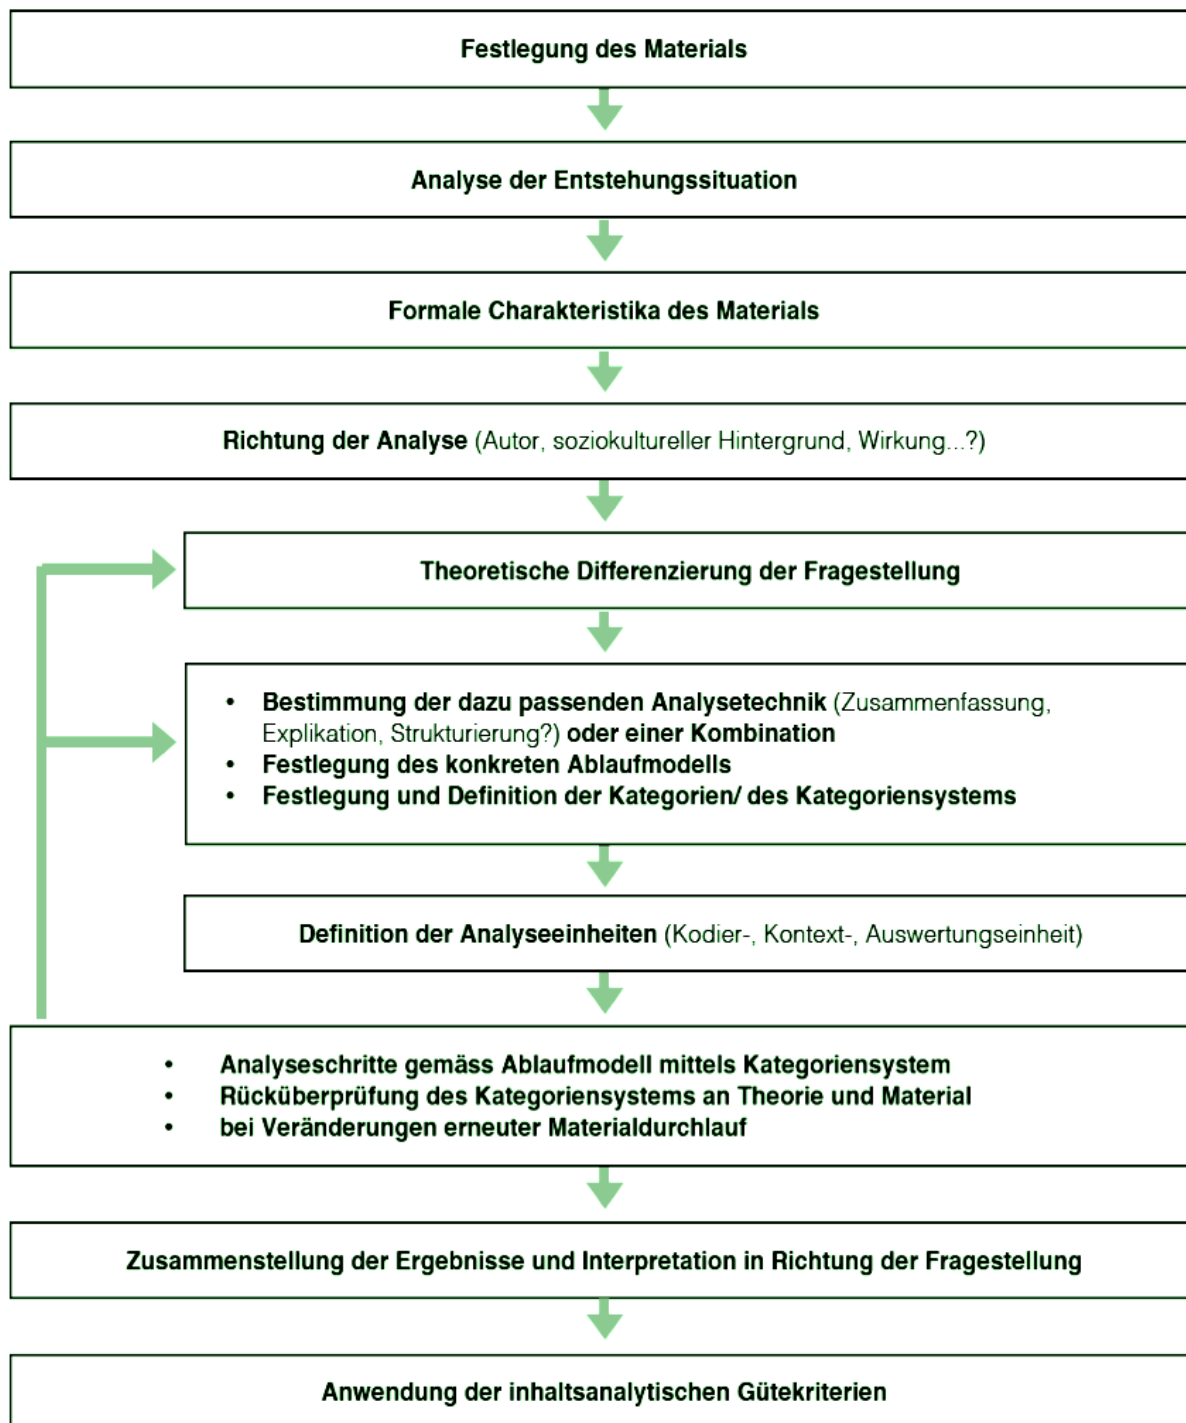 Festlegung des Materials
Analyse der Entstehungssituation
Formale Charakteristika des Materials
Richtung der Analyse (Autor, soziokultureller Hintergrund, Wirkung...?)
Theoretische Differenzierung der Fragestellung
• Bestimmung der dazu passenden Analysetechnik (Zusammenfassung,
Explikation, Strukturierung?) oder einer Kombination
• Festlegung des konkreten Ablaufmodells
• Festlegung und Definition der Kategorien/ des Kategoriensystems
Definition der Analyseeinheiten (Kodier-, Kontext-, Auswertungseinheit)
• Analyseschritte gemäss Ablaufmodell mittels Kategoriensystem
• Rücküberprüfung des Kategoriensystems an Theorie und Material
• bei Veränderungen erneuter Materialdurchlauf
Zusammenstellung der Ergebnisse und Interpretation in Richtung der Fragestellung
Anwendung der inhaltsanalytischen Gütekriterien